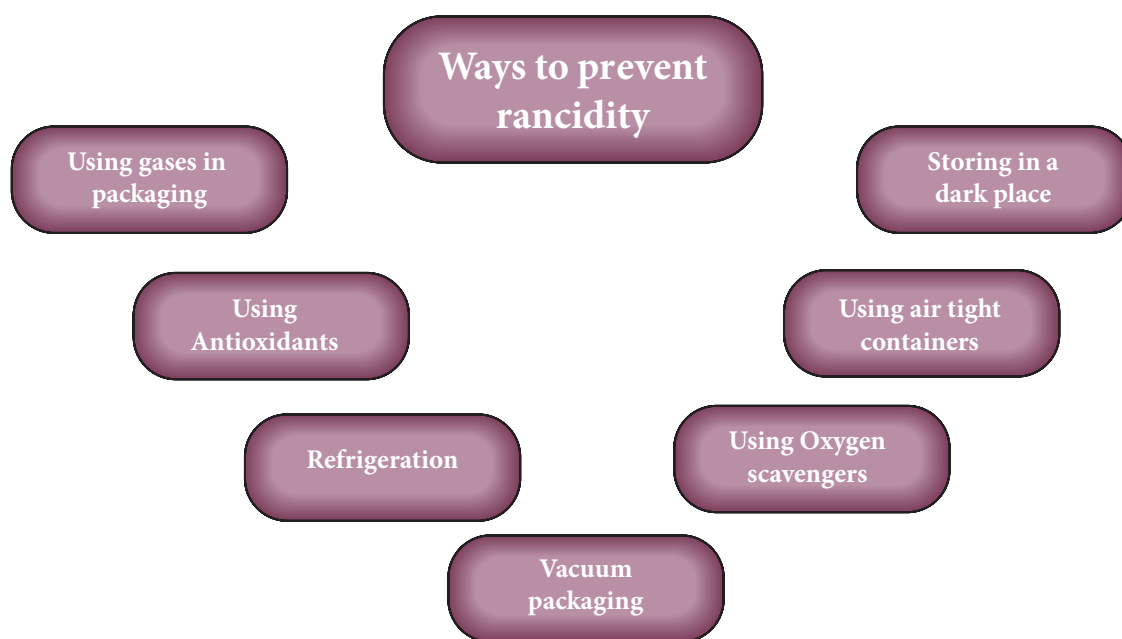 Ways to prevent
rancidity
Using gases in
packaging
Storing in a
dark place
Using
Antioxidants
Using air tight
containers
Refrigeration
Using Oxygen
scavengers
Vacuum
packaging